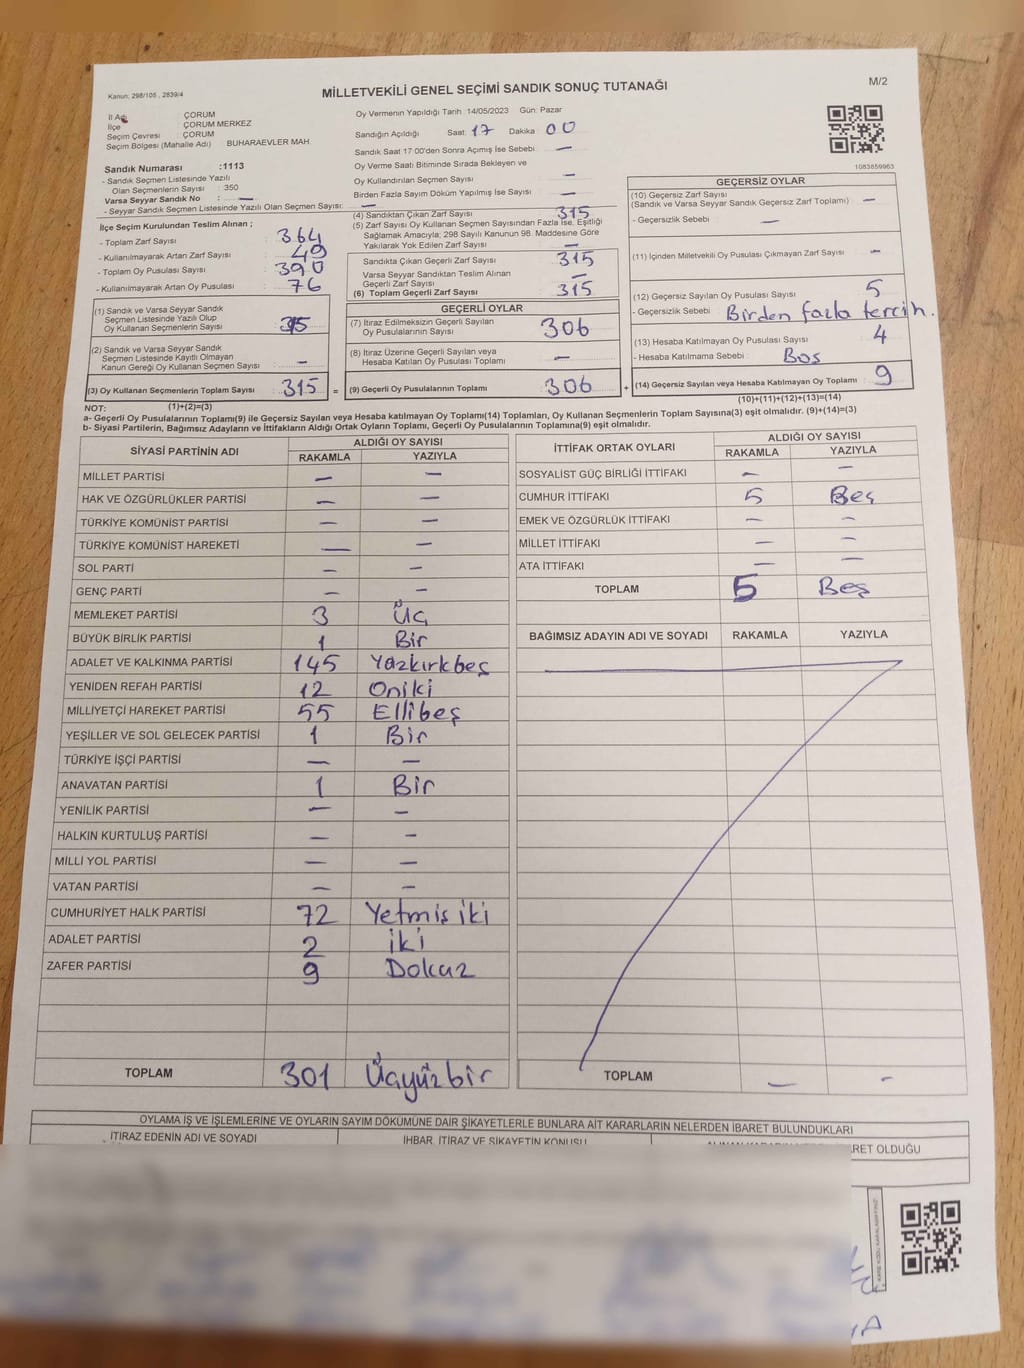 Kanun: 298/105 , 2839/4
MİLLETVEKİLİ GENEL SEÇİMİ SANDIK SONUÇ TUTANAĞI
M/2
İl Adı ÇORUM
İlçe ÇORUM MERKEZ
Seçim Çevresi : ÇORUM
Seçim Bölgesi (Mahalle Adı) BUHARAEVLER MAH.
Sandık Numarası :1113
- Sandık Seçmen Listesinde Yazılı
Olan Seçmenlerin Sayısı : 350
Varsa Seyyar Sandık No : —
- Seyyar Sandık Seçmen Listesinde Yazılı Olan Seçmen Sayısı: —
İlçe Seçim Kurulundan Teslim Alınan ;
- Toplam Zarf Sayısı : 364
- Kullanılmayarak Artan Zarf Sayısı : 49
- Toplam Oy Pusulası Sayısı : 390
- Kullanılmayarak Artan Oy Pusulası : 76
(1) Sandık ve Varsa Seyyar Sandık
Seçmen Listesinde Yazılı Olup
Oy Kullanan Seçmenlerin Sayısı : 315
(2) Sandık ve Varsa Seyyar Sandık
Seçmen Listesinde Kayıtlı Olmayan
Kanun Gereği Oy Kullanan Seçmen Sayısı: —
(3) Oy Kullanan Seçmenlerin Toplam Sayısı : 315 =
(1)+(2)=(3)
Oy Vermenin Yapıldığı Tarih :14/05/2023 Gün: Pazar
Sandığın Açıldığı Saat: 17 Dakika: 00
Sandık Saat 17:00'den Sonra Açımış İse Sebebi : —
Oy Verme Saati Bitiminde Sırada Bekleyen ve
Oy Kullandırılan Seçmen Sayısı : —
Birden Fazla Sayım Döküm Yapılmış İse Sayısı : —
(4) Sandıktan Çıkan Zarf Sayısı : 315
(5) Zarf Sayısı Oy Kullanan Seçmen Sayısından Fazla İse, Eşitliği
Sağlamak Amacıyla; 298 Sayılı Kanunun 98. Maddesine Göre
Yakılarak Yok Edilen Zarf Sayısı : —
Sandıkta Çıkan Geçerli Zarf Sayısı : 315
Varsa Seyyar Sandıktan Teslim Alınan
Geçerli Zarf Sayısı : —
(6) Toplam Geçerli Zarf Sayısı : 315
GEÇERLİ OYLAR
(7) İtiraz Edilmeksizin Geçerli Sayılan
Oy Pusulalarının Sayısı : 306
(8) İtiraz Üzerine Geçerli Sayılan veya
Hesaba Katılan Oy Pusulası Toplamı : —
(9) Geçerli Oy Pusulalarının Toplamı : 306 +
1083859963
GEÇERSİZ OYLAR
(10) Geçersiz Zarf Sayısı
(Sandık ve Varsa Seyyar Sandık Geçersiz Zarf Toplamı) : —
- Geçersizlik Sebebi : —
(11) İçinden Milletvekili Oy Pusulası Çıkmayan Zarf Sayısı : —
(12) Geçersiz Sayılan Oy Pusulası Sayısı : 5
- Geçersizlik Sebebi : Birden fazla tercih.
(13) Hesaba Katılmayan Oy Pusulası Sayısı : 4
- Hesaba Katılmama Sebebi : Boş
(14) Geçersiz Sayılan veya Hesaba Katılmayan Oy Toplamı : 9
(10)+(11)+(12)+(13)=(14)
NOT:
a- Geçerli Oy Pusulalarının Toplamı(9) ile Geçersiz Sayılan veya Hesaba katılmayan Oy Toplamı(14) Toplamları, Oy Kullanan Seçmenlerin Toplam Sayısına(3) eşit olmalıdır. (9)+(14)=(3)
b- Siyasi Partilerin, Bağımsız Adayların ve İttifakların Aldığı Ortak Oyların Toplamı, Geçerli Oy Pusulalarının Toplamına(9) eşit olmalıdır.
SİYASİ PARTİNİN ADI
ALDIĞI OY SAYISI
RAKAMLA YAZIYLA
MİLLET PARTİSİ — —
HAK VE ÖZGÜRLÜKLER PARTİSİ — —
TÜRKİYE KOMÜNİST PARTİSİ — —
TÜRKİYE KOMÜNİST HAREKETİ — —
SOL PARTİ — —
GENÇ PARTİ — —
MEMLEKET PARTİSİ 3 Üç
BÜYÜK BİRLİK PARTİSİ 1 Bir
ADALET VE KALKINMA PARTİSİ 145 Yüzkırkbeş
YENİDEN REFAH PARTİSİ 12 Oniki
MİLLİYETÇİ HAREKET PARTİSİ 55 Ellibeş
YEŞİLLER VE SOL GELECEK PARTİSİ 1 Bir
TÜRKİYE İŞÇİ PARTİSİ — —
ANAVATAN PARTİSİ 1 Bir
YENİLİK PARTİSİ — —
HALKIN KURTULUŞ PARTİSİ — —
MİLLİ YOL PARTİSİ — —
VATAN PARTİSİ — —
CUMHURİYET HALK PARTİSİ 72 Yetmiş iki
ADALET PARTİSİ 2 iki
ZAFER PARTİSİ 9 Dokuz
TOPLAM 301 Üçyüzbir
İTTİFAK ORTAK OYLARI
ALDIĞI OY SAYISI
RAKAMLA YAZIYLA
SOSYALİST GÜÇ BİRLİĞİ İTTİFAKI — —
CUMHUR İTTİFAKI 5 Beş
EMEK VE ÖZGÜRLÜK İTTİFAKI — —
MİLLET İTTİFAKI — —
ATA İTTİFAKI — —
TOPLAM 5 Beş
BAĞIMSIZ ADAYIN ADI VE SOYADI RAKAMLA YAZIYLA
TOPLAM — —
OYLAMA İŞ VE İŞLEMLERİNE VE OYLARIN SAYIM DÖKÜMÜNE DAİR ŞİKAYETLERLE BUNLARA AİT KARARLARIN NELERDEN İBARET BULUNDUKLARI
İTİRAZ EDENİN ADI VE SOYADI
İHBAR, İTİRAZ VE ŞİKAYETİN KONUSU